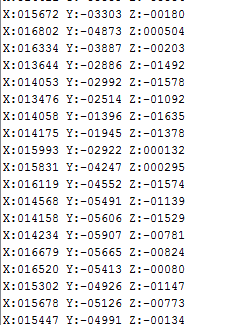 X:015672 Y:-03303 Z:-00180
X:016802 Y:-04873 Z:000504
X:016334 Y:-03887 Z:-00203
X:013644 Y:-02886 Z:-01492
X:014053 Y:-02992 Z:-01578
X:013476 Y:-02514 Z:-01092
X:014058 Y:-01396 Z:-01635
X:014175 Y:-01945 Z:-01378
X:015993 Y:-02922 Z:000132
X:015831 Y:-04247 Z:000295
X:016119 Y:-04552 Z:-01574
X:014568 Y:-05491 Z:-01139
X:014158 Y:-05606 Z:-01529
X:014234 Y:-05907 Z:-00781
X:016679 Y:-05665 Z:-00824
X:016520 Y:-05413 Z:-00080
X:015302 Y:-04926 Z:-01147
X:015678 Y:-05126 Z:-00773
X:015447 Y:-04991 Z:-00134